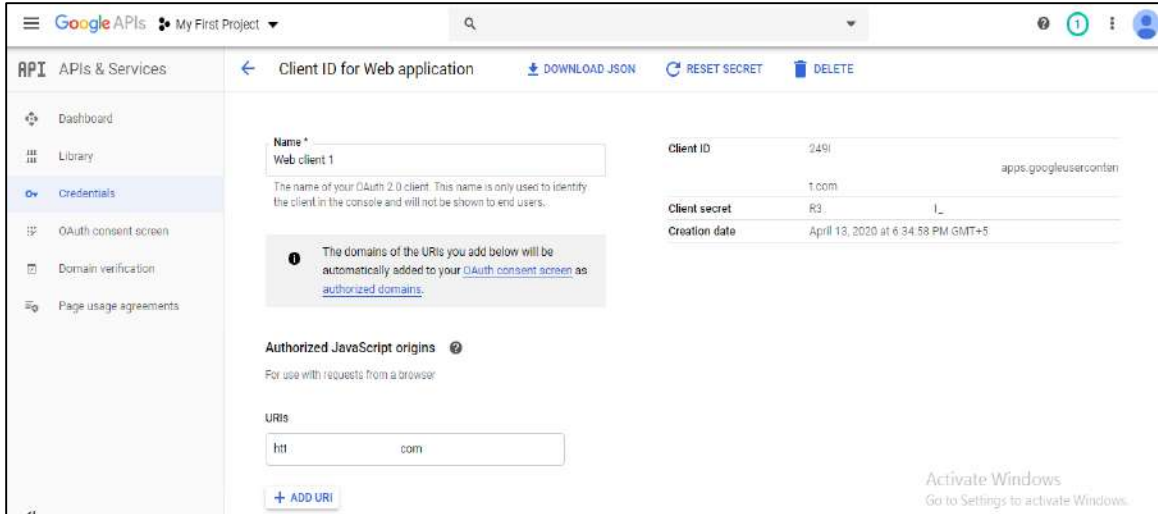 Google APIs My First Project
1
API APIs & Services
Client ID for Web application
DOWNLOAD JSON
RESET SECRET
DELETE
Dashboard
Library
Credentials
OAuth consent screen
Domain verification
Page usage agreements
Name *
Web client 1
The name of your OAuth 2.0 client. This name is only used to identify
the client in the console and will not be shown to end users.
The domains of the URIs you add below will be
automatically added to your OAuth consent screen as
authorized domains.
Authorized JavaScript origins
For use with requests from a browser
URIs
htt com
+ ADD URI
Client ID 249
apps.googleuserconten
t.com
Client secret R3
Creation date April 13, 2020 at 6:34:58 PM GMT+5
Activate Windows
Go to Settings to activate Windows.